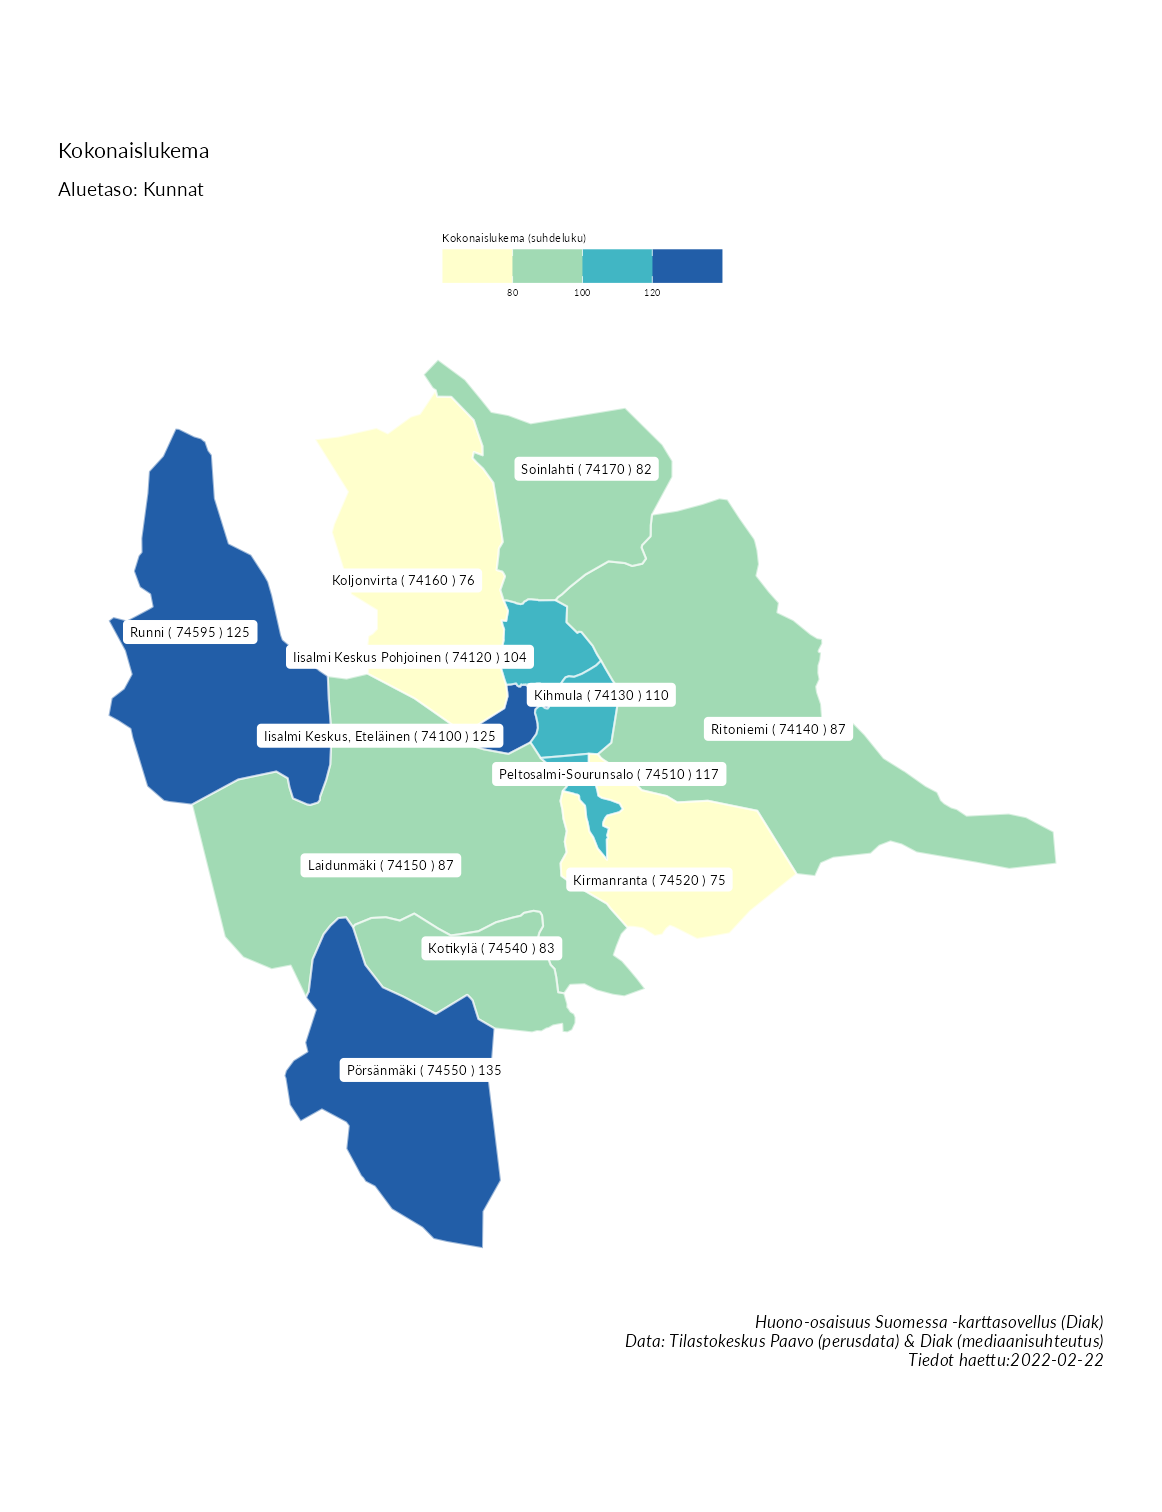 Kokonaislukema
Aluetaso: Kunnat
Kokonaislukema (suhdeluku)
80 100 120
Soinlahti ( 74170 ) 82
Koljonvirta ( 74160 ) 76
Runni ( 74595 ) 125
Iisalmi Keskus Pohjoinen ( 74120 ) 104
Kihmula ( 74130 ) 110
Ritoniemi ( 74140 ) 87
Iisalmi Keskus, Eteläinen ( 74100 ) 125
Peltosalmi-Sourunsalo ( 74510 ) 117
Laidunmäki ( 74150 ) 87
Kirmanranta ( 74520 ) 75
Kotikylä ( 74540 ) 83
Pörsänmäki ( 74550 ) 135
Huono-osaisuus Suomessa -karttasovellus (Diak)
Data: Tilastokeskus Paavo (perusdata) & Diak (mediaanisuhteutus)
Tiedot haettu:2022-02-22